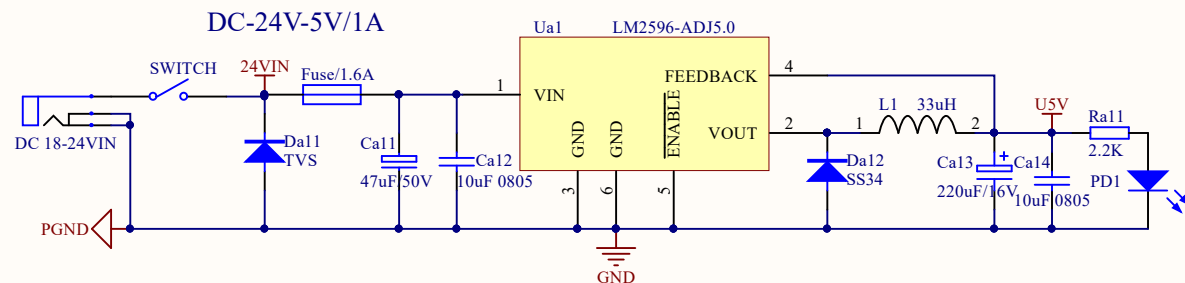 DC-24V-5V/1A
Ua1 LM2596-ADJ5.0
SWITCH
24VIN
Fuse/1.6A
1
VIN
FEEDBACK
4
VOUT
2
GND
GND
ENABLE
3
6
5
DC 18-24VIN
Da11
TVS
Ca11
47uF/50V
Ca12
10uF 0805
L1 33uH
1
2
U5V
Ra11
2.2K
Da12
SS34
Ca13
220uF/16V
+
Ca14
10uF 0805
PD1
PGND
GND